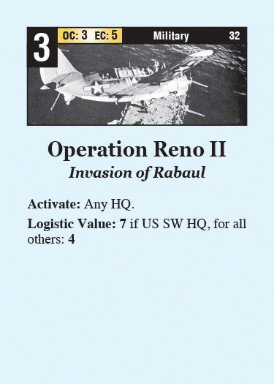 3 OC: 3 EC: 5 Military 32
Operation Reno II
Invasion of Rabaul
Activate: Any HQ.
Logistic Value: 7 if US SW HQ, for all
others: 4